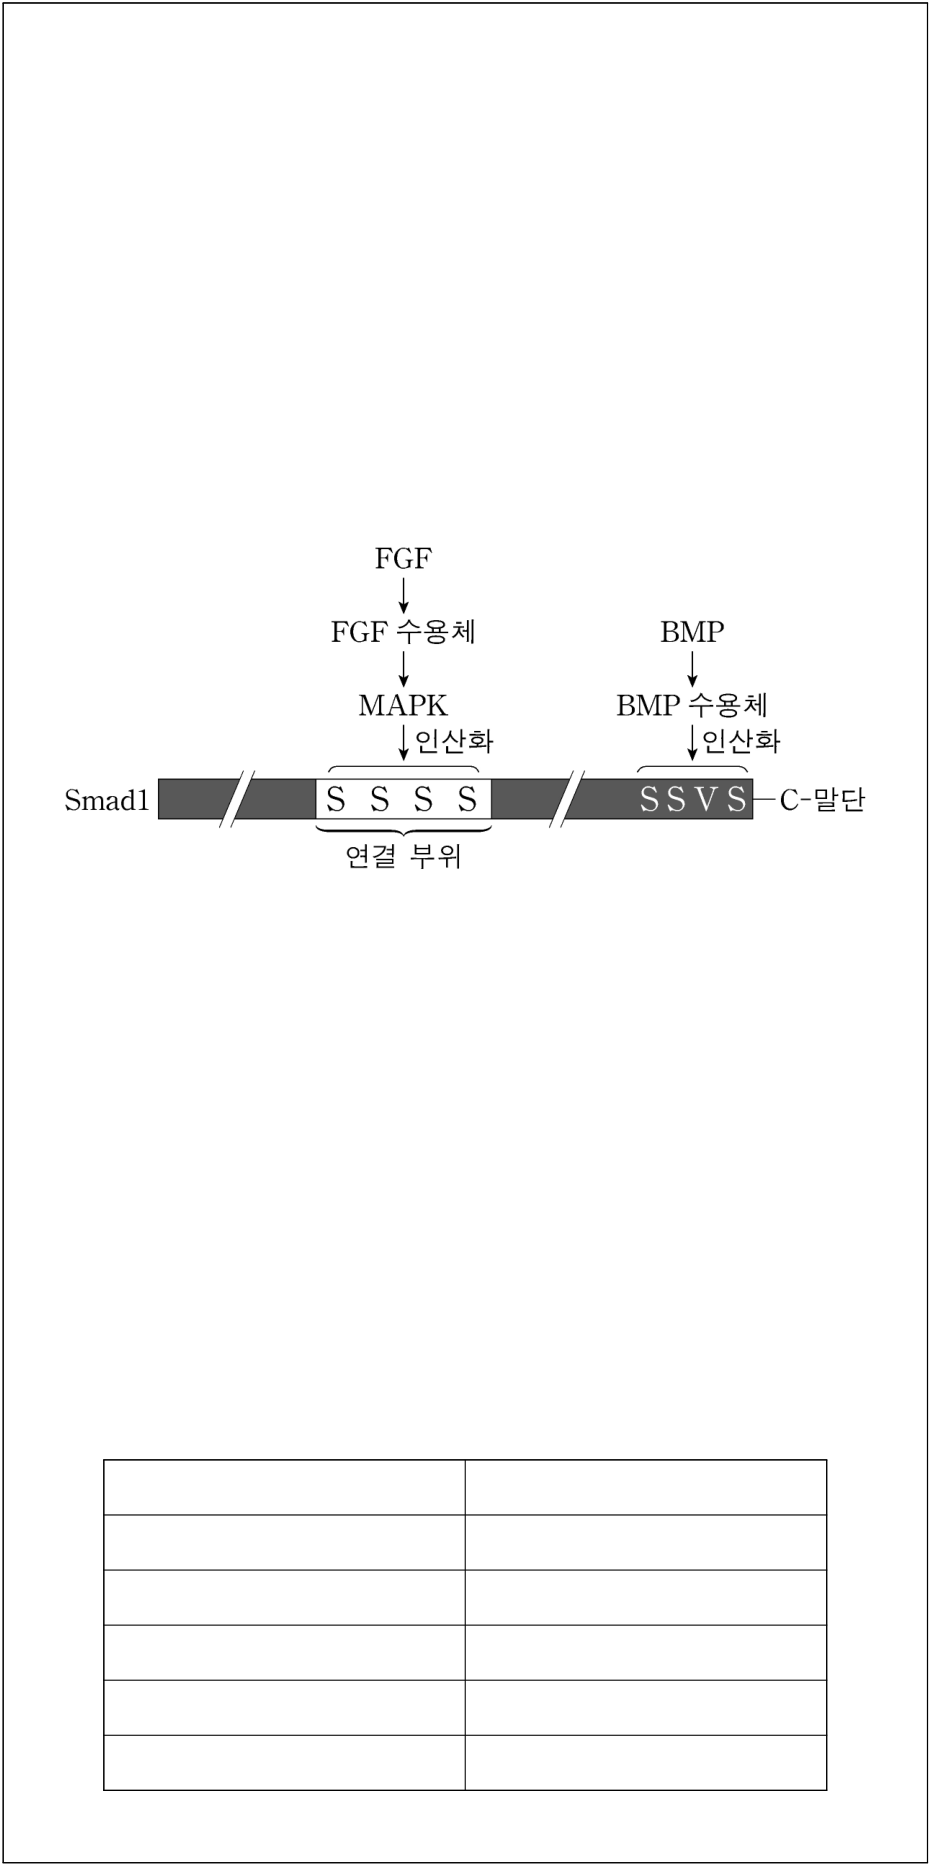 FGF
FGF 수용체
BMP
MAPK
BMP 수용체
인산화
인산화
Smad1
S S S S
S S V S
C-말단
연결 부위